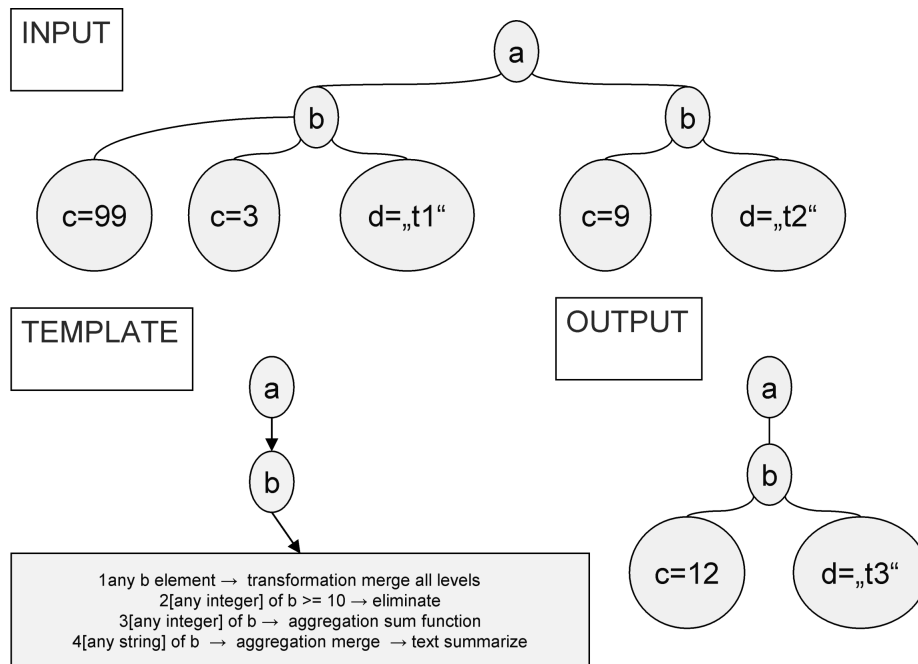 INPUT
a
b
b
c=99
c=3
d=„t1“
c=9
d=„t2“
TEMPLATE
OUTPUT
a
a
b
b
1any b element → transformation merge all levels
2[any integer] of b >= 10 → eliminate
3[any integer] of b → aggregation sum function
4[any string] of b → aggregation merge → text summarize
c=12
d=„t3“